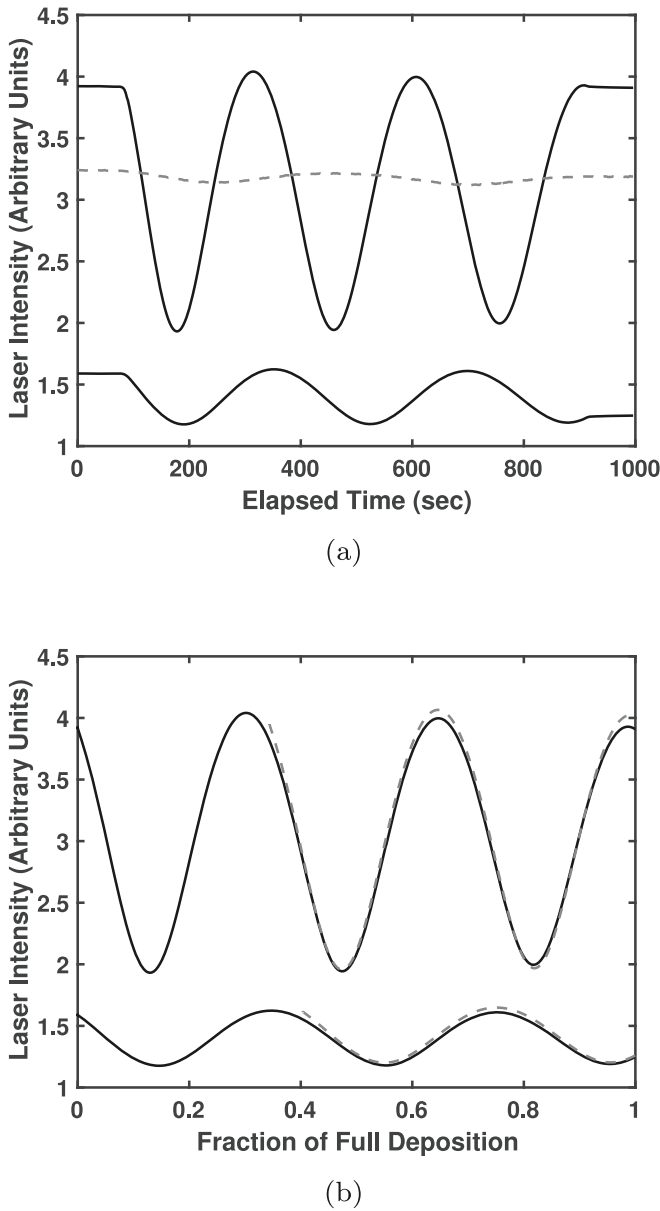 4.5
4
3.5
3
2.5
2
1.5
1
Laser Intensity (Arbitrary Units)
0 200 400 600 800 1000
Elapsed Time (sec)
(a)
4.5
4
3.5
3
2.5
2
1.5
1
Laser Intensity (Arbitrary Units)
0 0.2 0.4 0.6 0.8 1
Fraction of Full Deposition
(b)